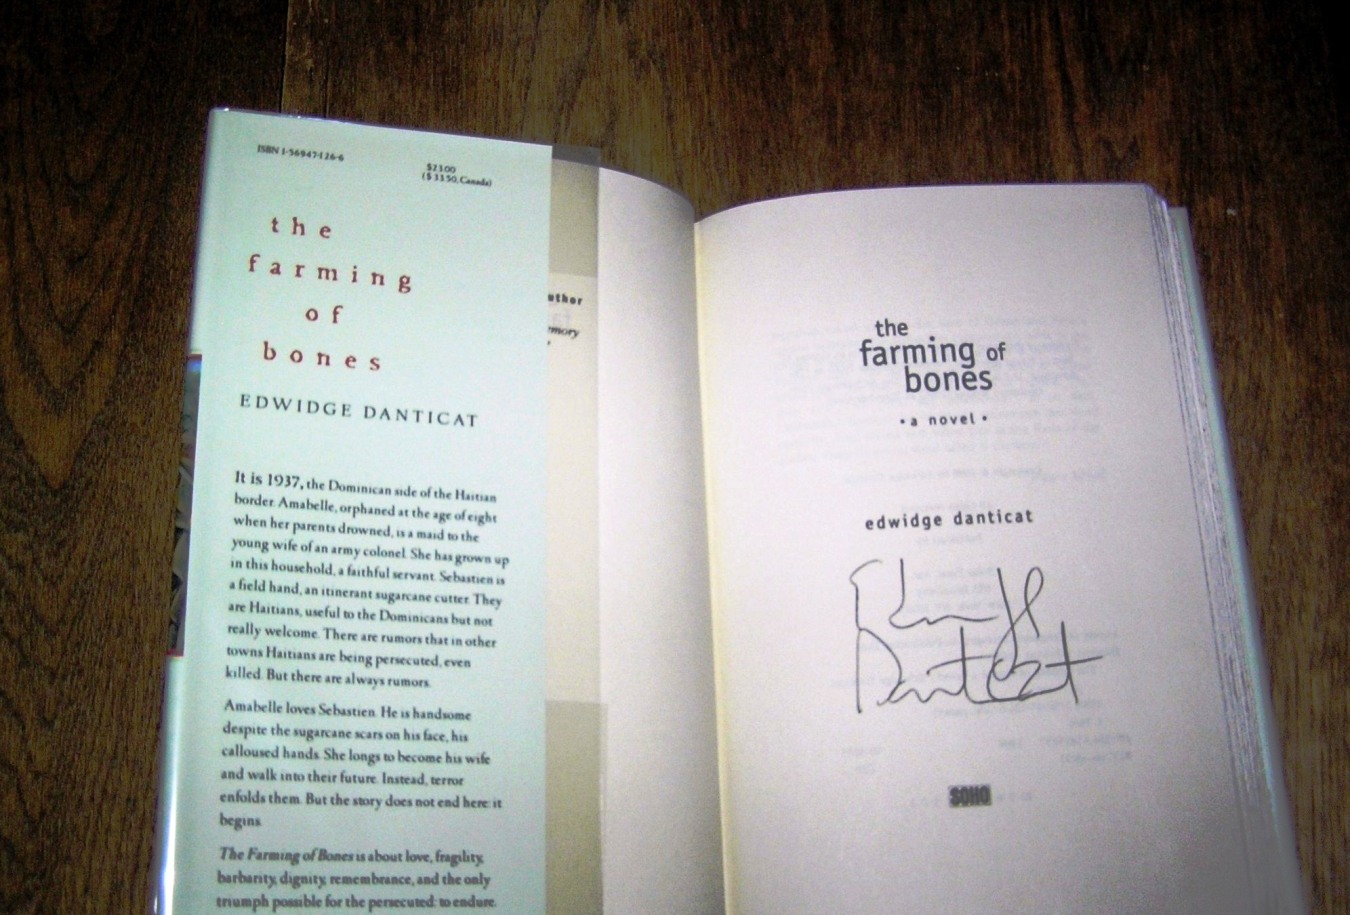 ISBN 1-56947-126-6
$23.00
($31.50, Canada)
the
farming
of
bones
EDWIDGE DANTICAT
It is 1937, the Dominican side of the Haitian
border. Amabelle, orphaned at the age of eight
when her parents drowned, is a maid to the
young wife of an army colonel. She has grown up
in this household, a faithful servant. Sebastien is
a field hand, an itinerant sugarcane cutter. They
are Haitians, useful to the Dominicans but not
really welcome. There are rumors that in other
towns Haitians are being persecuted, even
killed. But there are always rumors.
Amabelle loves Sebastien. He is handsome
despite the sugarcane scars on his face, his
calloused hands. She longs to become his wife
and walk into their future. Instead, terror
enfolds them. But the story does not end here: it
begins.
The Farming of Bones is about love, fragility,
barbarity, dignity, remembrance, and the only
triumph possible for the persecuted: to endure.
uthor
emory
the
farming of
bones
• a novel •
edwidge danticat
Edwidge
Danticat
SOHO